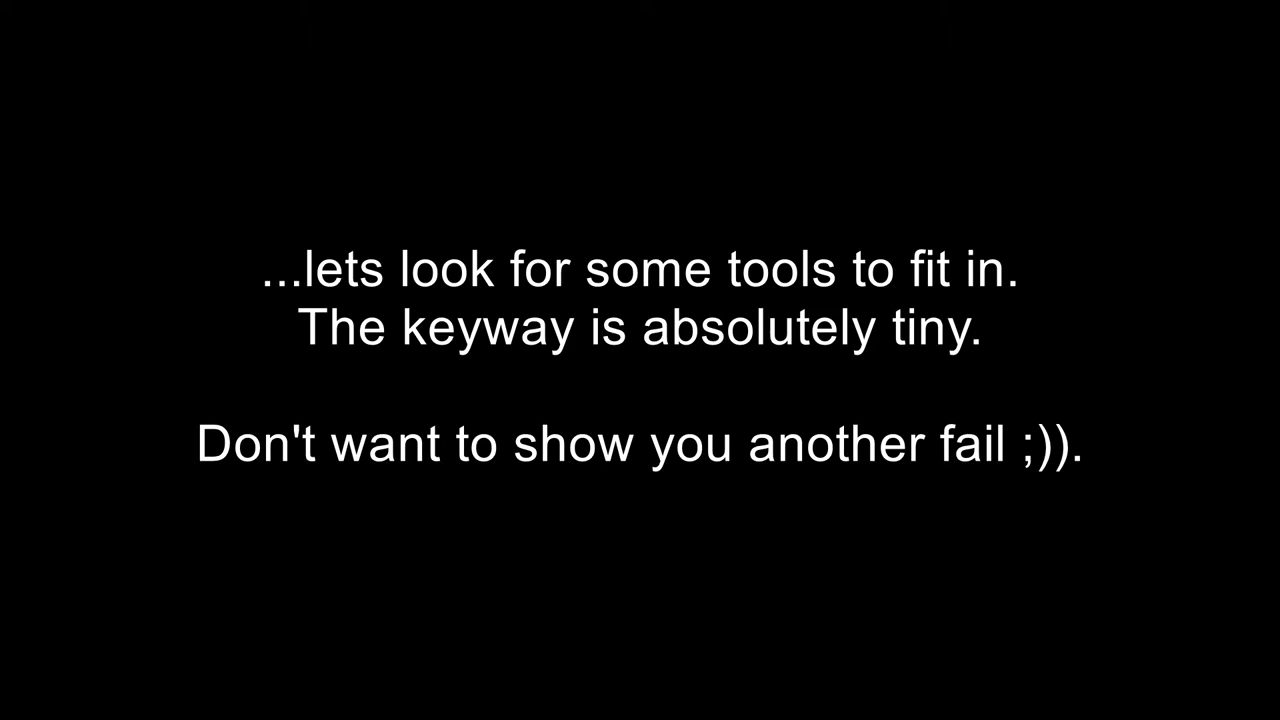 ...lets look for some tools to fit in.
The keyway is absolutely tiny.
Don't want to show you another fail ;)).